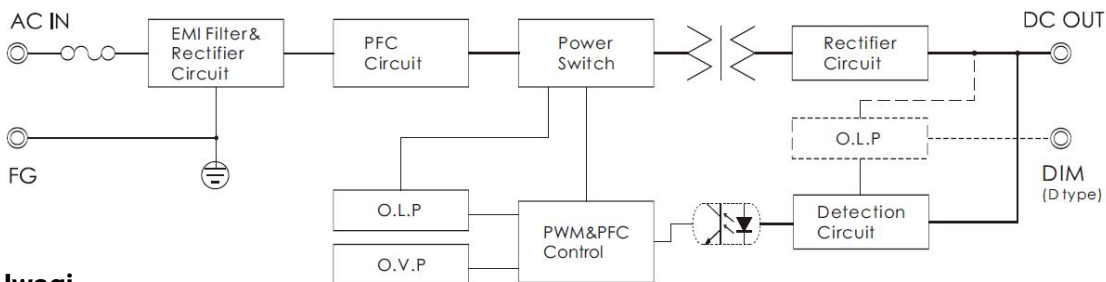 AC IN
EMI Filter&
Rectifier
Circuit
PFC
Circuit
Power
Switch
Rectifier
Circuit
DC OUT
FG
O.L.P
DIM
(D type)
O.L.P
O.V.P
PWM&PFC
Control
Detection
Circuit